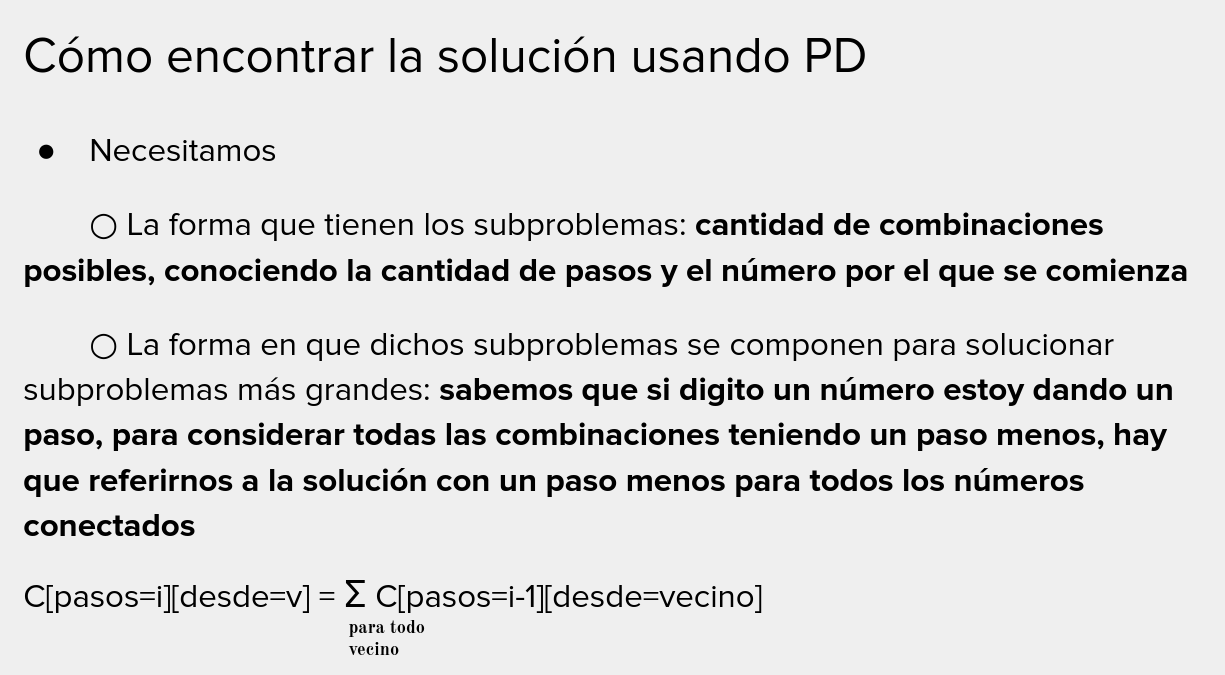 Cómo encontrar la solución usando PD
● Necesitamos
○ La forma que tienen los subproblemas: cantidad de combinaciones
posibles, conociendo la cantidad de pasos y el número por el que se comienza
○ La forma en que dichos subproblemas se componen para solucionar
subproblemas más grandes: sabemos que si digito un número estoy dando un
paso, para considerar todas las combinaciones teniendo un paso menos, hay
que referirnos a la solución con un paso menos para todos los números
conectados
C[pasos=i][desde=v] = Σ C[pasos=i-1][desde=vecino]
para todo
vecino